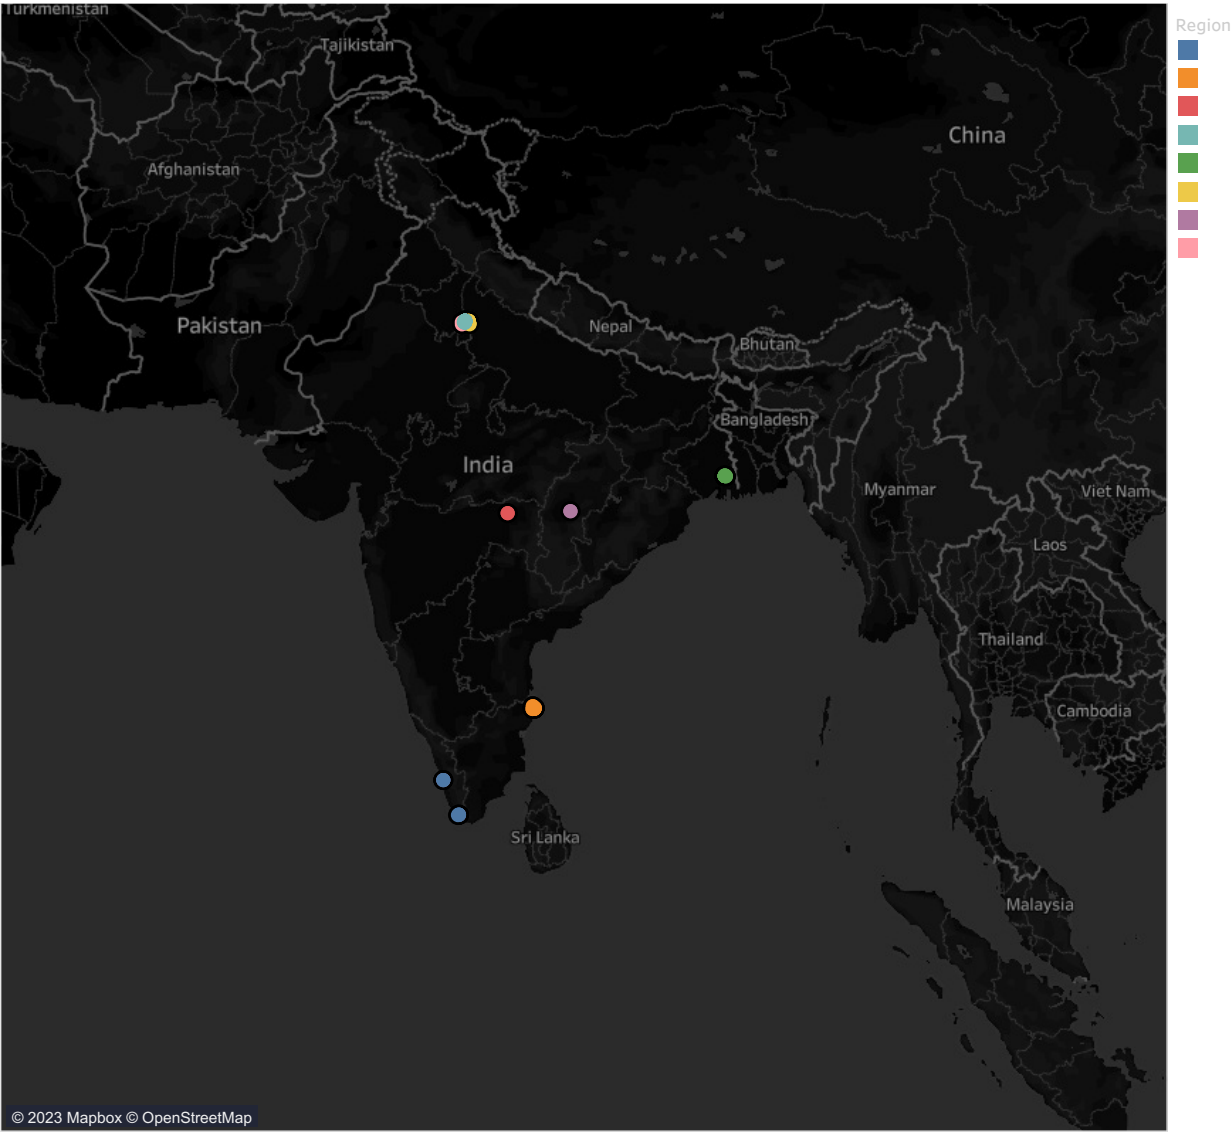 Turkmenistan
Region
Tajikistan
China
Afghanistan
Pakistan
Nepal
Bhutan
Bangladesh
India
Myanmar
Viet Nam
Laos
Thailand
Cambodia
Sri Lanka
Malaysia
© 2023 Mapbox © OpenStreetMap